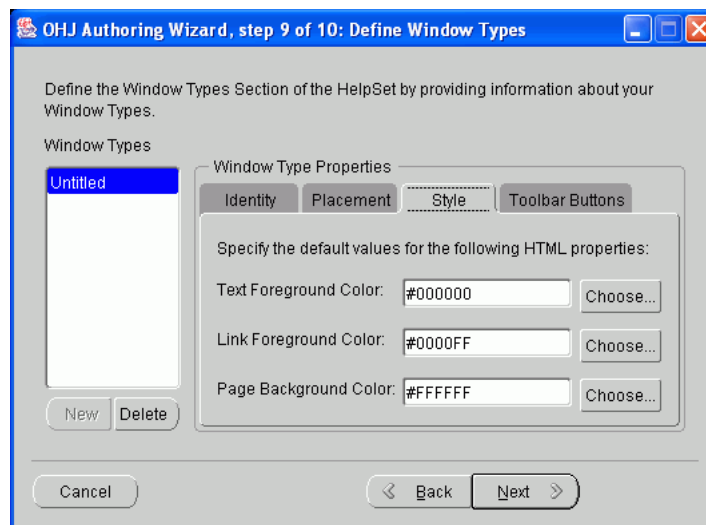 OHJ Authoring Wizard, step 9 of 10: Define Window Types
Define the Window Types Section of the HelpSet by providing information about your
Window Types.
Window Types
Untitled
Window Type Properties
Identity Placement Style Toolbar Buttons
Specify the default values for the following HTML properties:
Text Foreground Color: #000000 Choose...
Link Foreground Color: #0000FF Choose...
Page Background Color: #FFFFFF Choose...
New Delete
Cancel Back Next